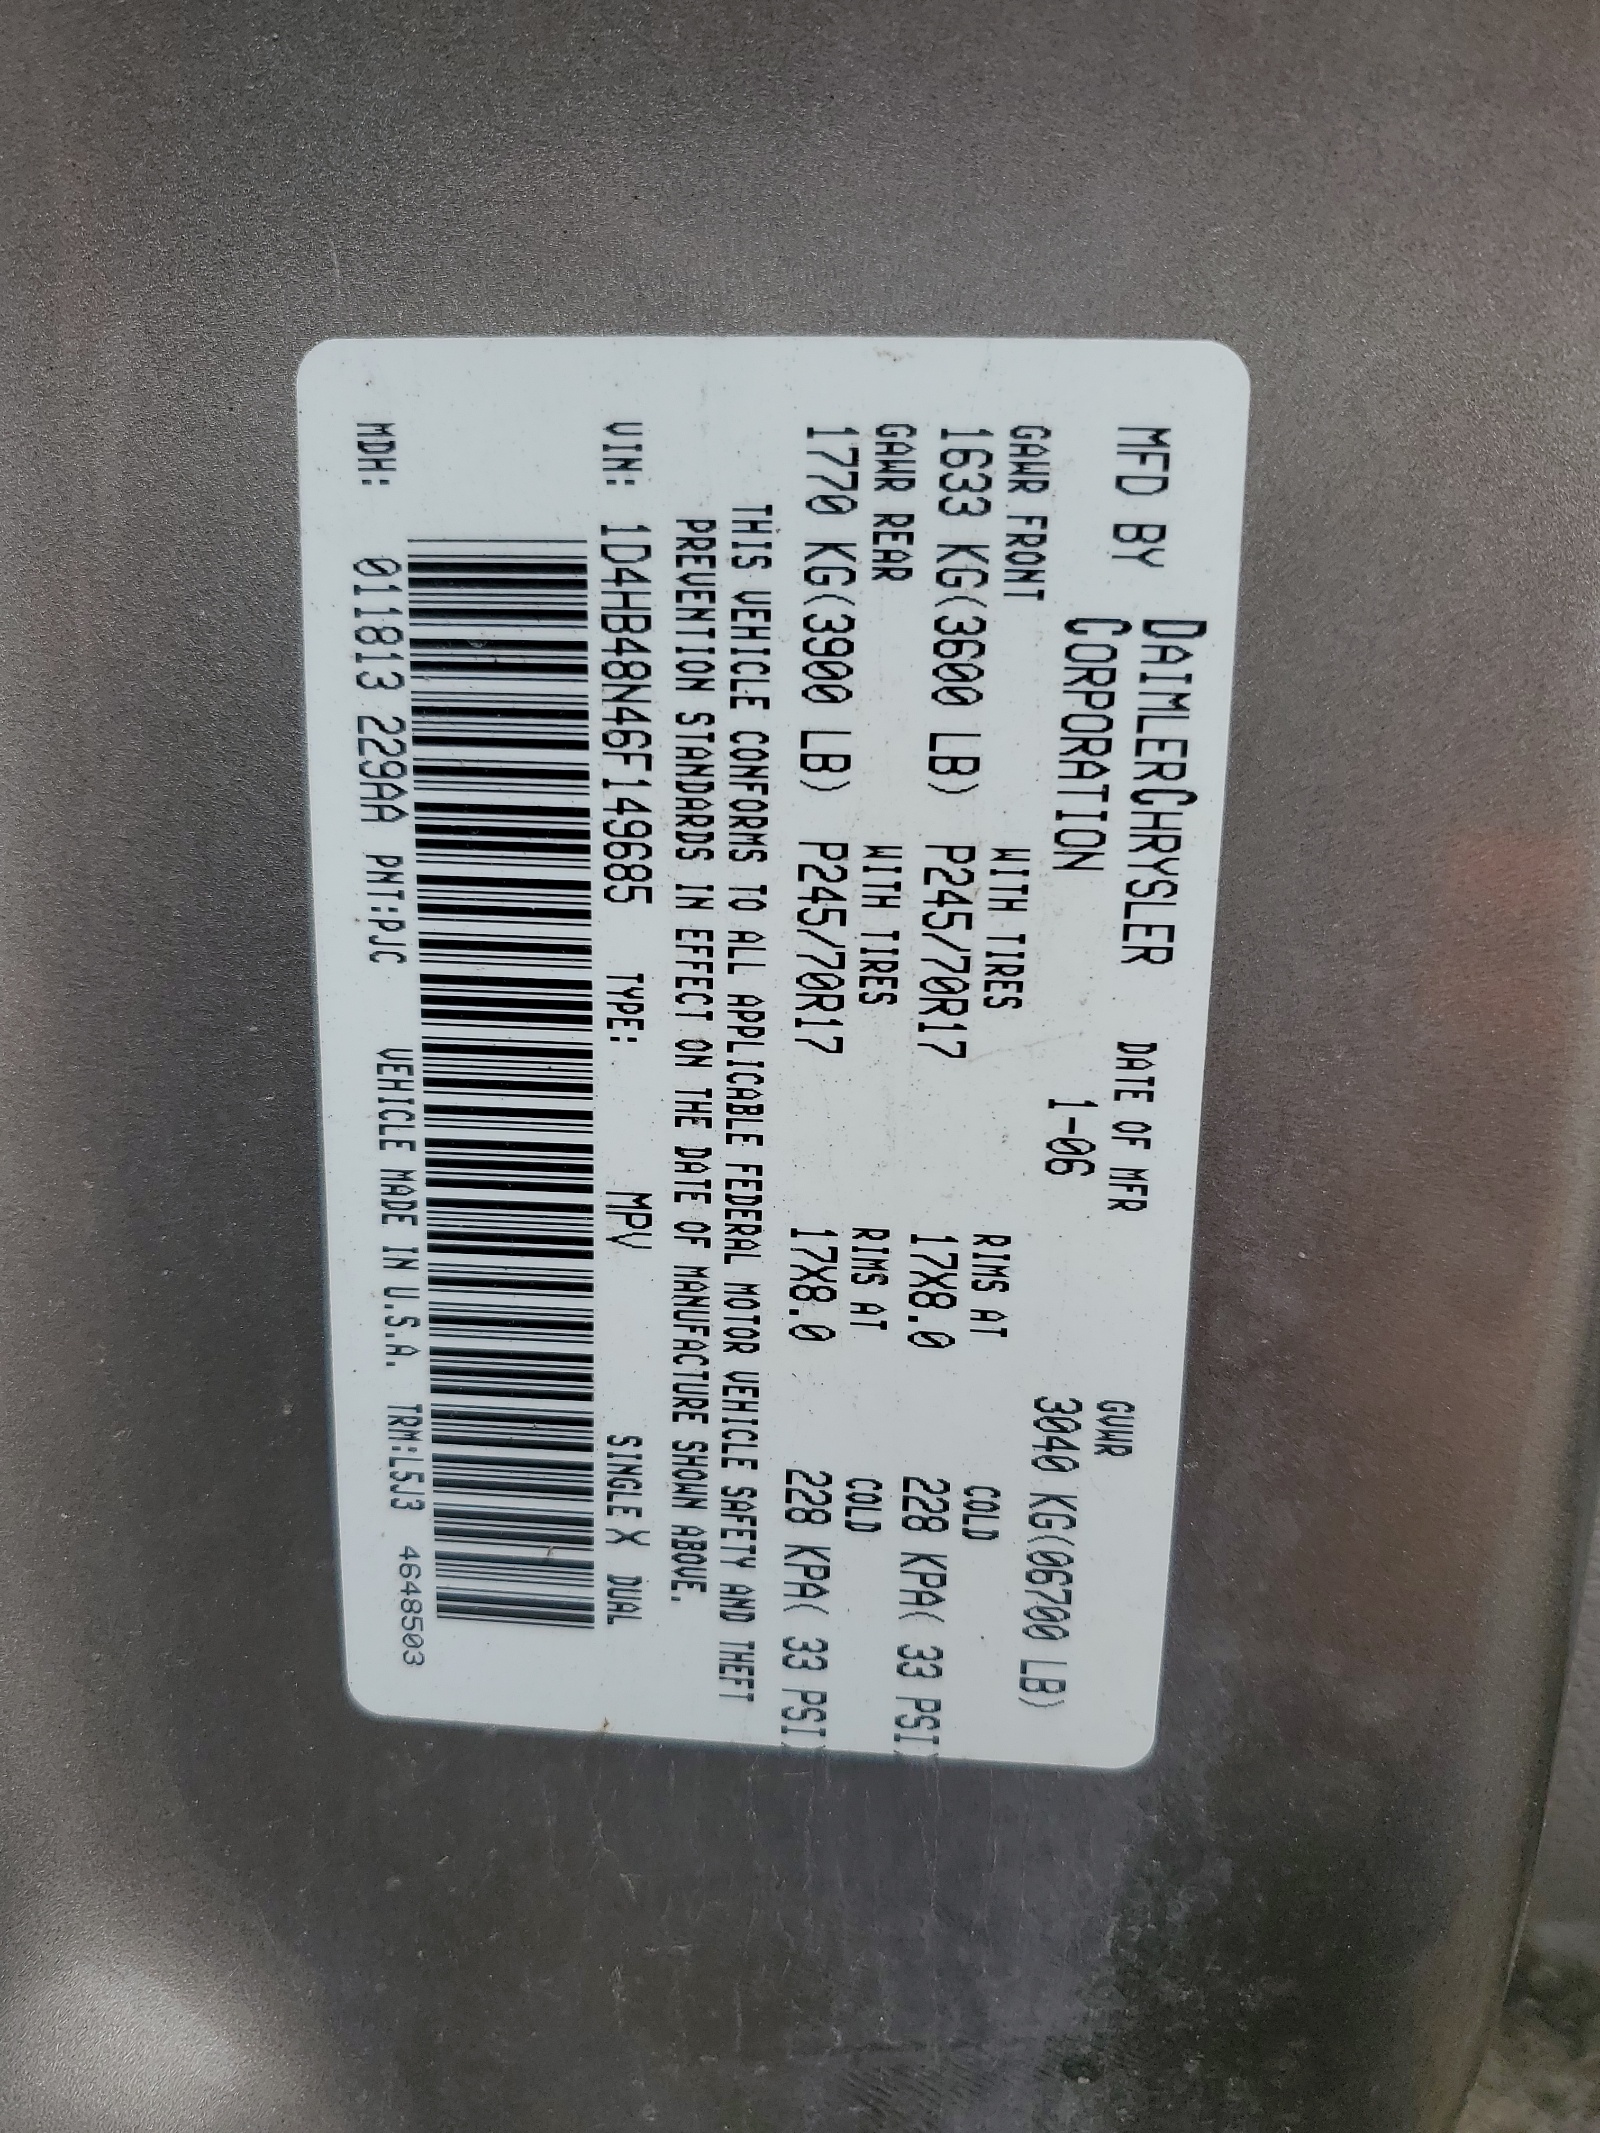 MFD BY DAIMLERCHRYSLER CORPORATION DATE OF MFR 1-06 GVWR 3040 KG(06700 LB)
GAWR FRONT WITH TIRES RIMS AT COLD
1633 KG(3600 LB) P245/70R17 17X8.0 228 KPA( 33 PSI)
GAWR REAR WITH TIRES RIMS AT COLD
1770 KG(3900 LB) P245/70R17 17X8.0 228 KPA( 33 PSI)
THIS VEHICLE CONFORMS TO ALL APPLICABLE FEDERAL MOTOR VEHICLE SAFETY AND THEFT
PREVENTION STANDARDS IN EFFECT ON THE DATE OF MANUFACTURE SHOWN ABOVE.
VIN: 1D4HB48N46F149685 TYPE: MPV SINGLE X DUAL
MDH: 011813 229AA PNT:PJC VEHICLE MADE IN U.S.A. TRM:L5J3 4648503